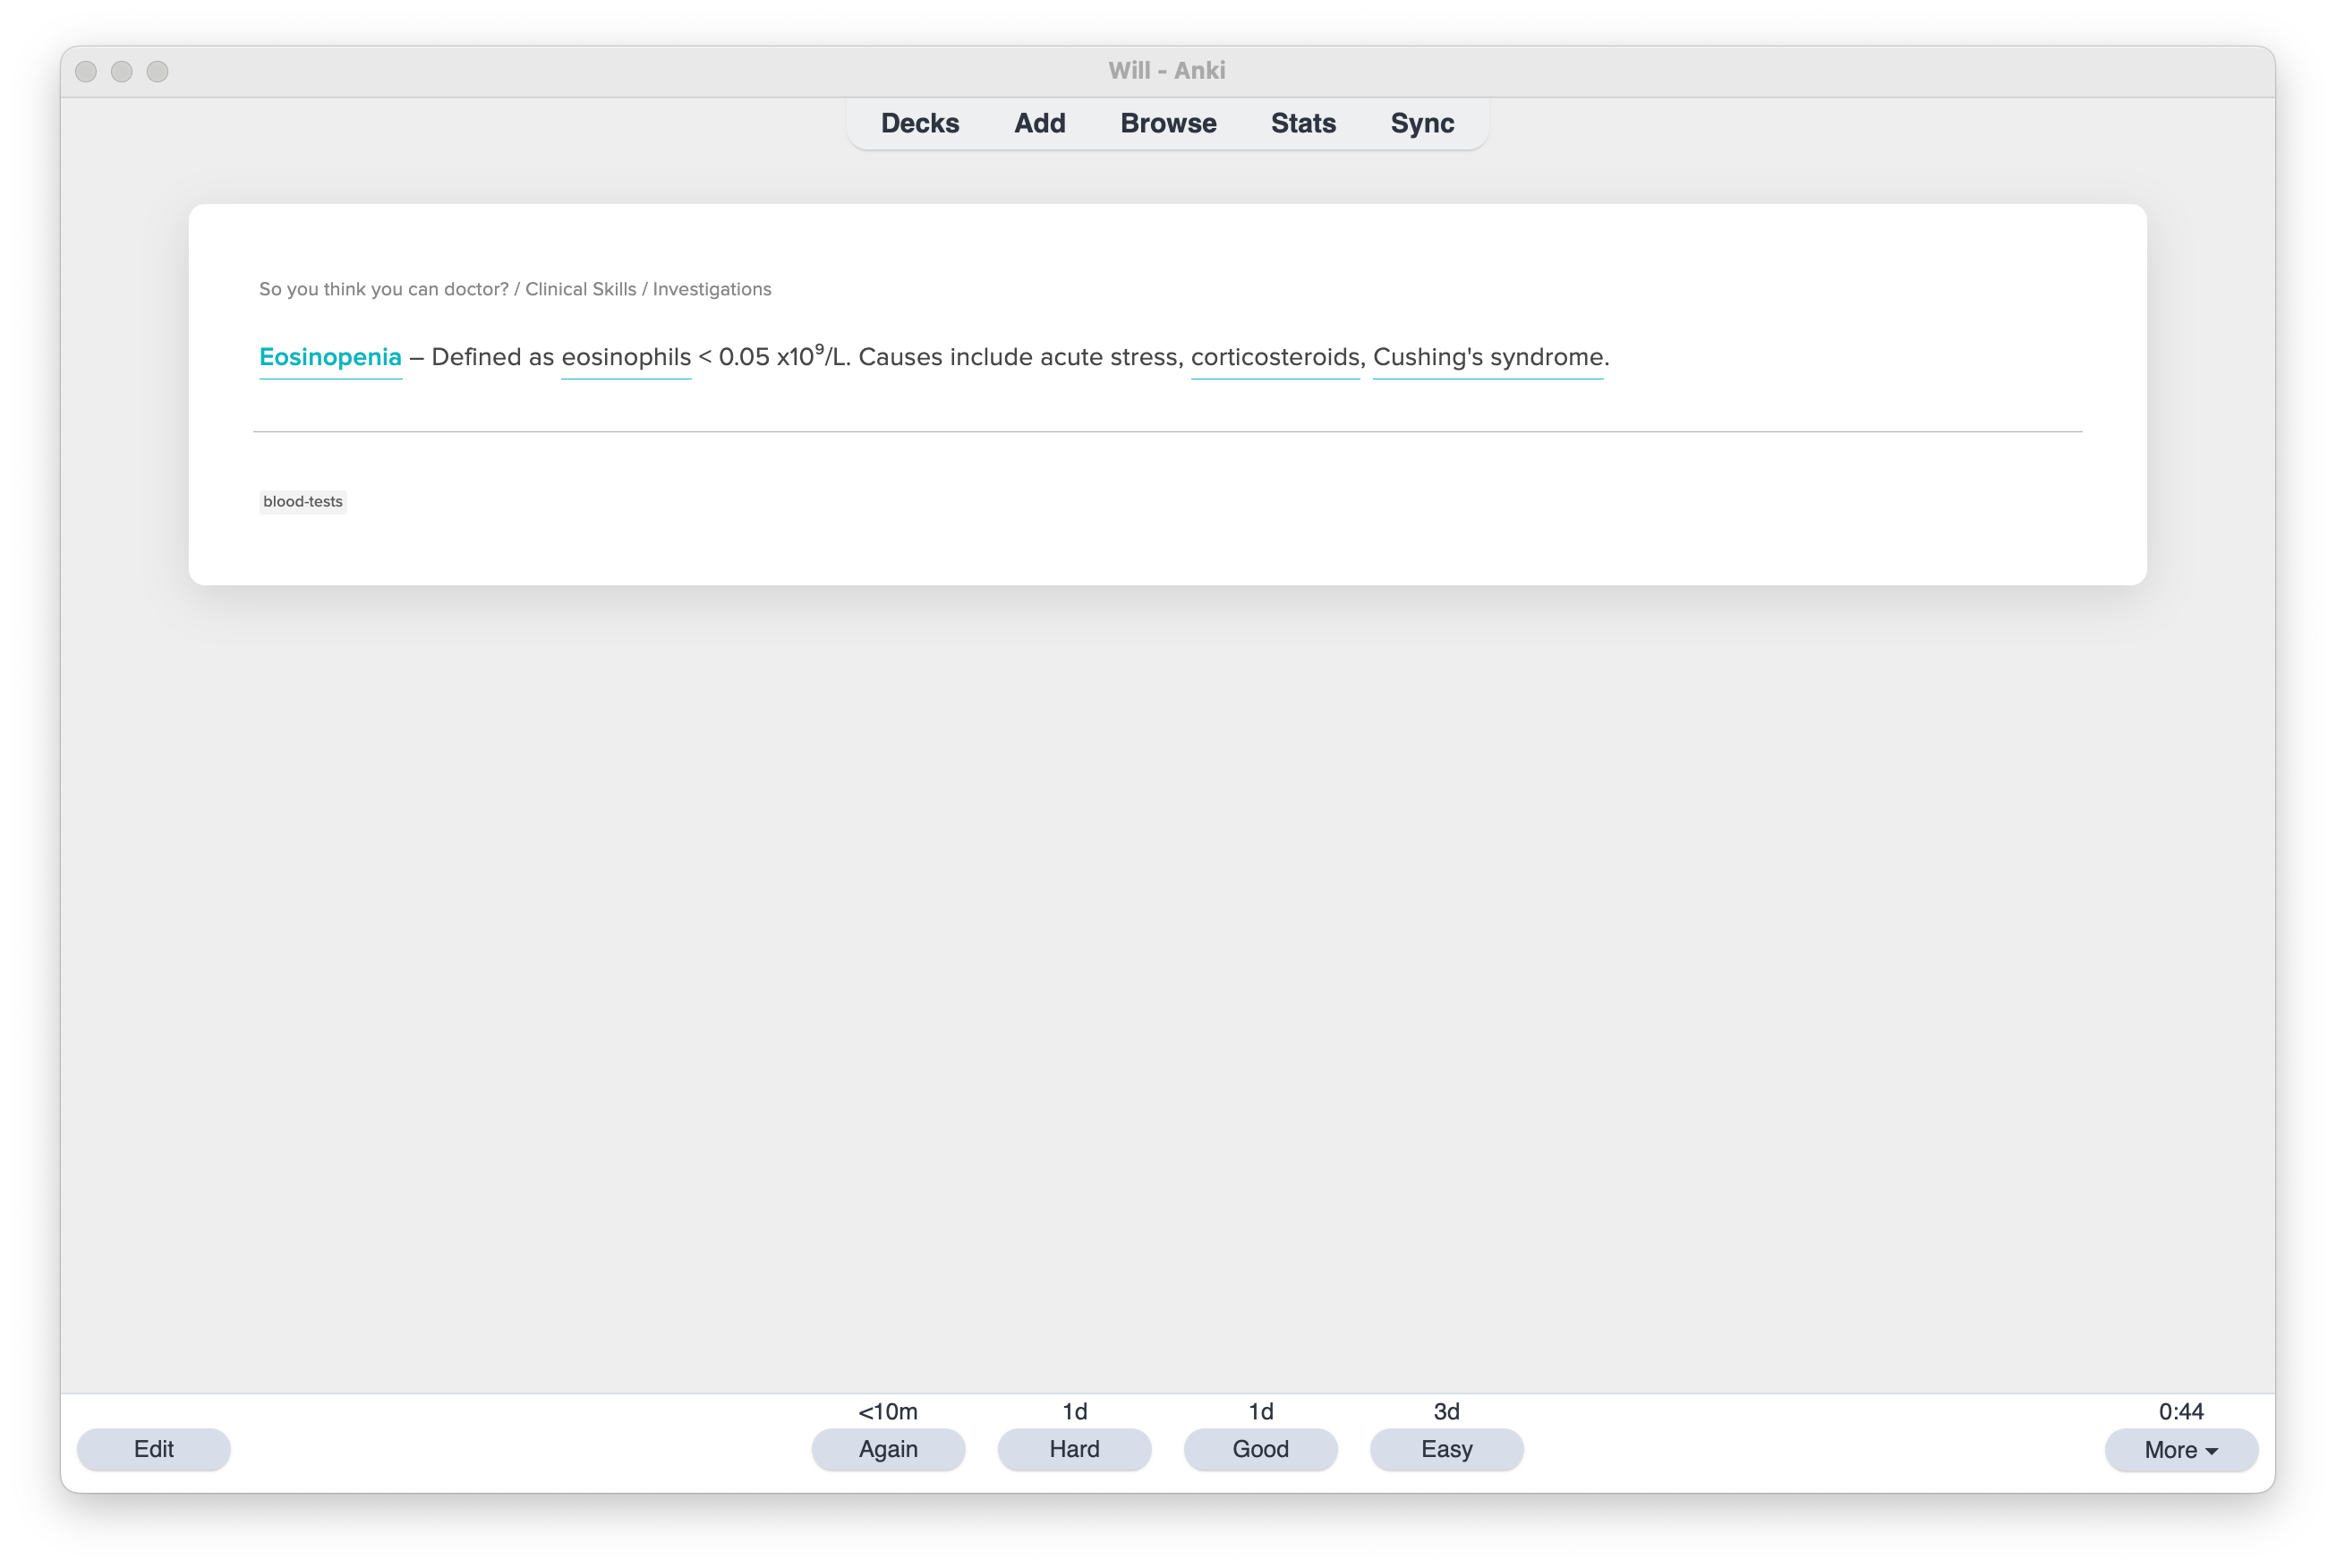 Will - Anki
Decks Add Browse Stats Sync
So you think you can doctor? / Clinical Skills / Investigations
Eosinopenia – Defined as eosinophils < 0.05 x10⁹/L. Causes include acute stress, corticosteroids, Cushing's syndrome.
blood-tests
<10m 1d 1d 3d 0:44
Edit Again Hard Good Easy More